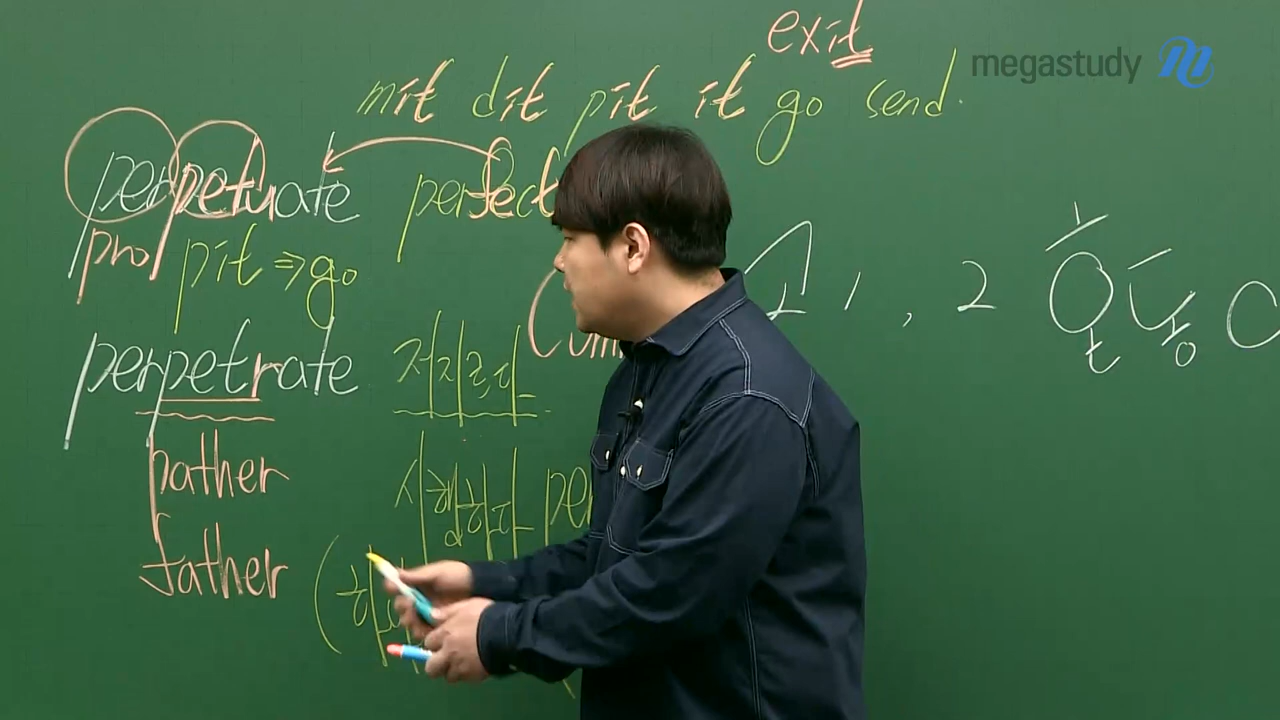 exit
megastudy
mit dit pit it go send.
perpetuate perfect
pro pit ⇒ go 1, 2
perpetrate 저지르다
pather
시행하다 per
father